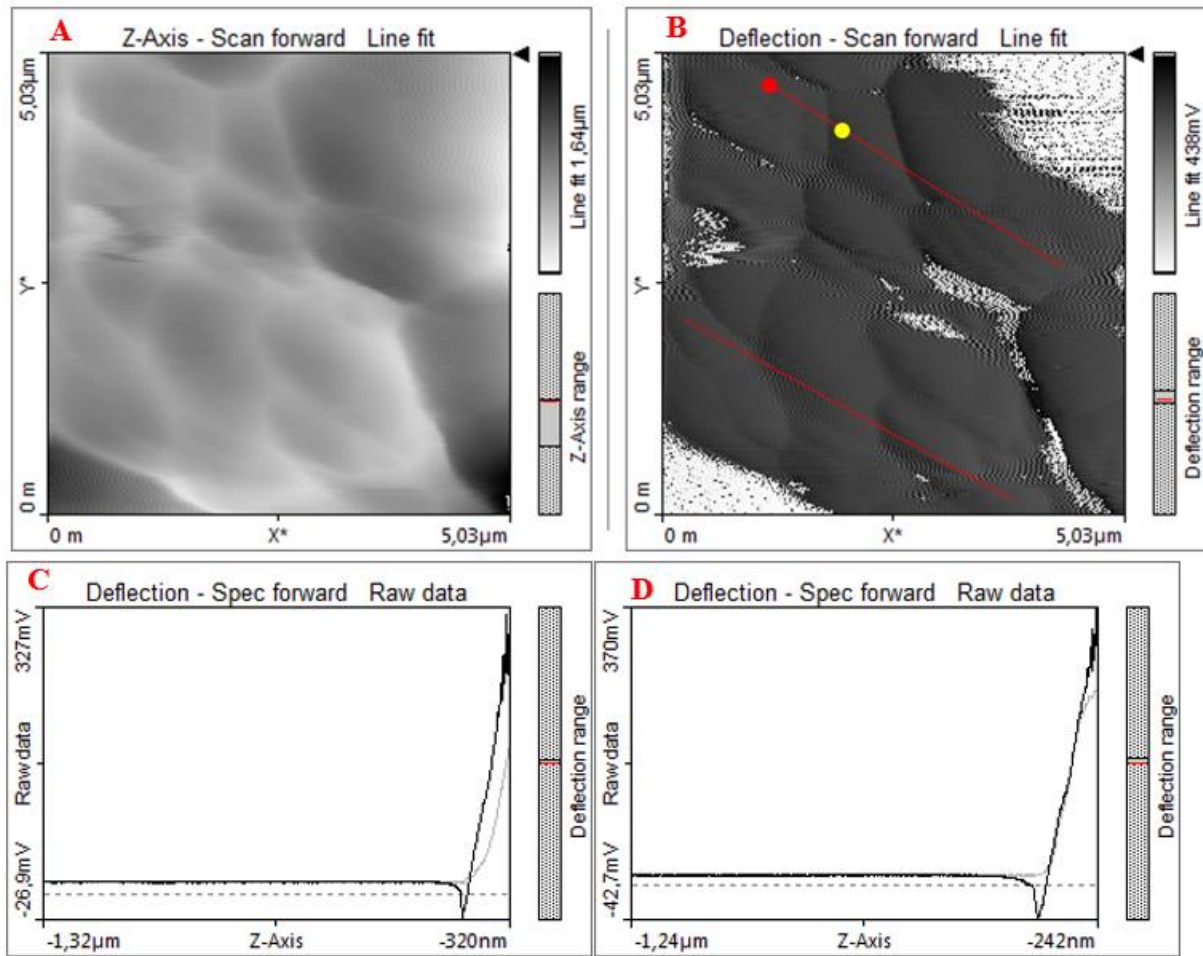 A
Z-Axis - Scan forward Line fit
5,03µm
Y*
0 m
0 m
X*
5,03µm
Line fit 1,64µm
Z-Axis range
B
Deflection - Scan forward Line fit
5,03µm
Y*
0 m
0 m
X*
5,03µm
Line fit 438mV
Deflection range
C
Deflection - Spec forward Raw data
327mV
Raw data
-26,9mV
-1,32µm
Z-Axis
-320nm
Deflection range
D
Deflection - Spec forward Raw data
370mV
Raw data
-42,7mV
-1,24µm
Z-Axis
-242nm
Deflection range